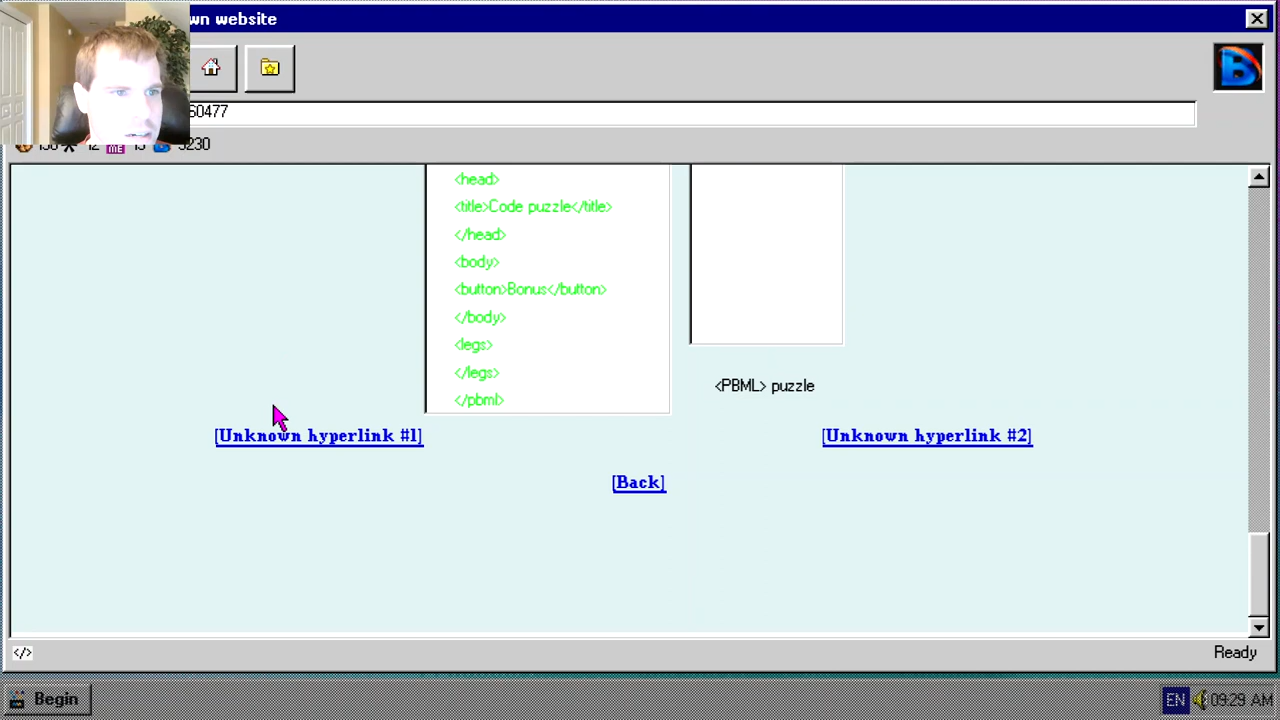 wn website
60477
12
15
3230
<head>
<title>Code puzzle</title>
</head>
<body>
<button>Bonus</button>
</body>
<legs>
</legs>
</pbml>
<PBML> puzzle
[Unknown hyperlink #1]
[Unknown hyperlink #2]
[Back]
</>
Ready
Begin
EN
09:29 AM